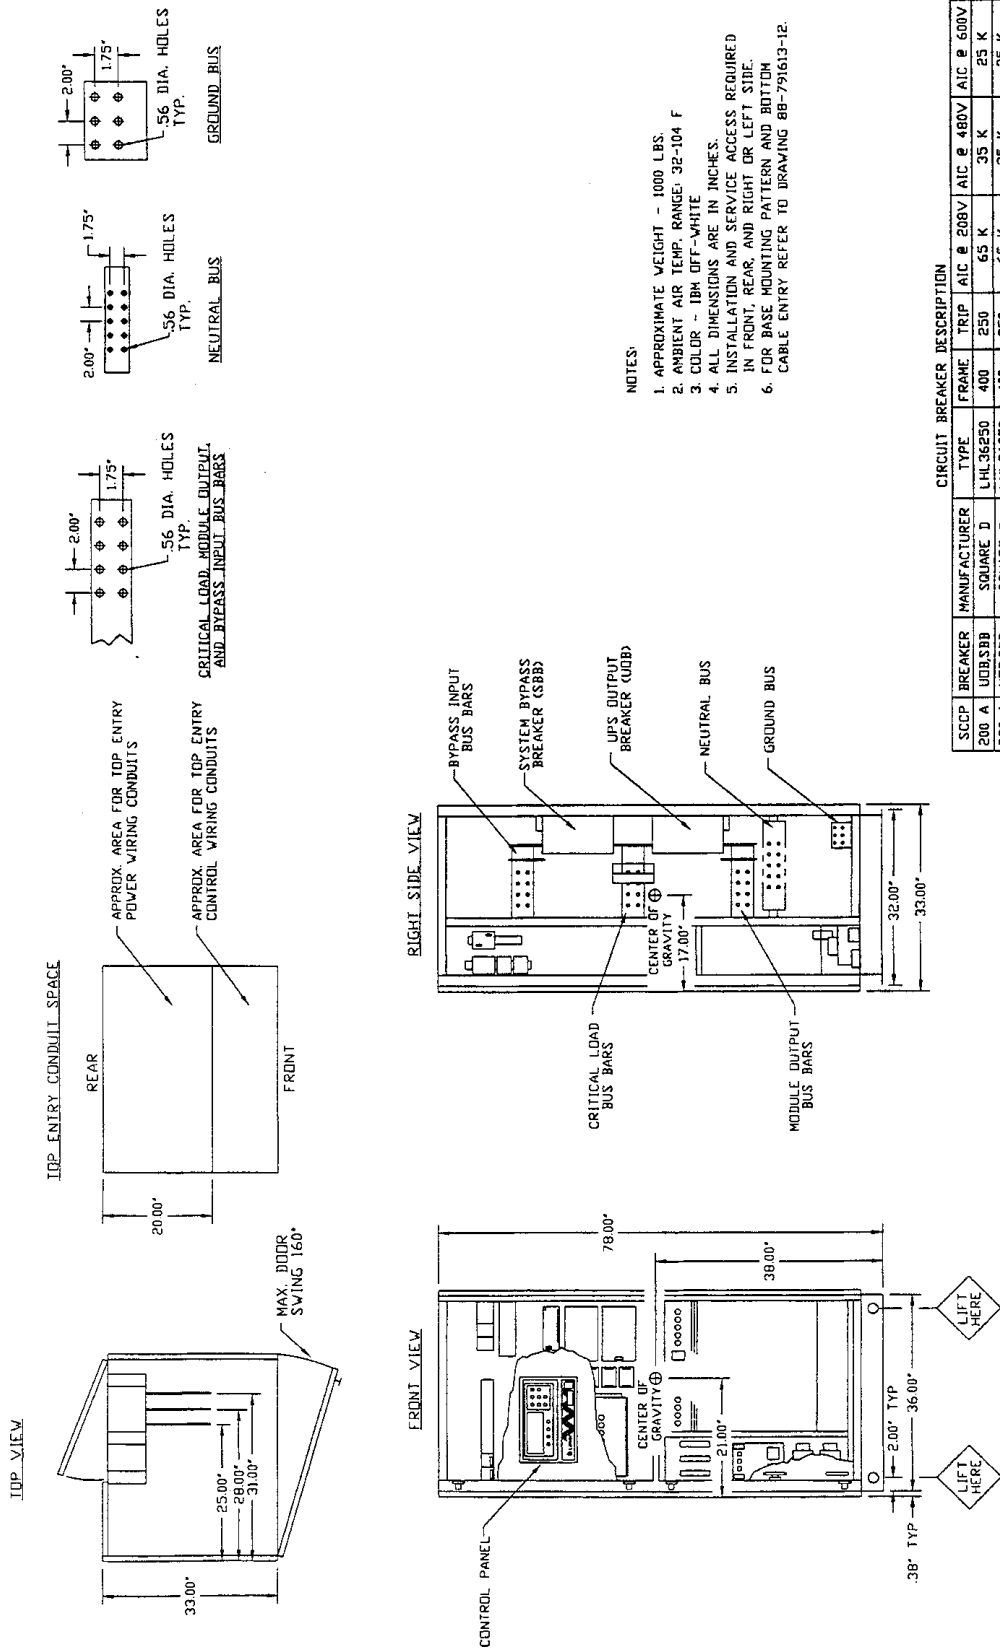 TOP VIEW
33.00"
25.00"
28.00"
31.00"
MAX. DOOR
SWING 160°
TOP ENTRY CONDUIT SPACE
REAR
FRONT
20.00"
APPROX. AREA FOR TOP ENTRY
POWER WIRING CONDUITS
APPROX. AREA FOR TOP ENTRY
CONTROL WIRING CONDUITS
2.00"
1.75"
.56 DIA. HOLES
TYP.
CRITICAL LOAD, MODULE OUTPUT,
AND BYPASS INPUT BUS BARS
2.00"
1.75"
.56 DIA. HOLES
TYP.
NEUTRAL BUS
2.00"
1.75"
.56 DIA. HOLES
TYP.
GROUND BUS
FRONT VIEW
CONTROL PANEL
CENTER OF
GRAVITY
21.00"
78.00"
38.00"
.38" TYP
2.00" TYP
36.00"
LIFT
HERE
LIFT
HERE
RIGHT SIDE VIEW
CRITICAL LOAD
BUS BARS
CENTER OF
GRAVITY
17.00"
MODULE OUTPUT
BUS BARS
BYPASS INPUT
BUS BARS
SYSTEM BYPASS
BREAKER (SBB)
UPS OUTPUT
BREAKER (UOB)
NEUTRAL BUS
GROUND BUS
32.00"
33.00"
NOTES:
1. APPROXIMATE WEIGHT - 1000 LBS.
2. AMBIENT AIR TEMP. RANGE: 32-104 F
3. COLOR - IBM OFF-WHITE
4. ALL DIMENSIONS ARE IN INCHES.
5. INSTALLATION AND SERVICE ACCESS REQUIRED
IN FRONT, REAR, AND RIGHT OR LEFT SIDE.
6. FOR BASE MOUNTING PATTERN AND BOTTOM
CABLE ENTRY REFER TO DRAWING 88-791613-12.
CIRCUIT BREAKER DESCRIPTION
SCCP BREAKER MANUFACTURER TYPE FRAME TRIP AIC @ 208V AIC @ 480V AIC @ 600V
200 A UOB,SBB SQUARE D LHL36250 400 250 65 K 35 K 25 K